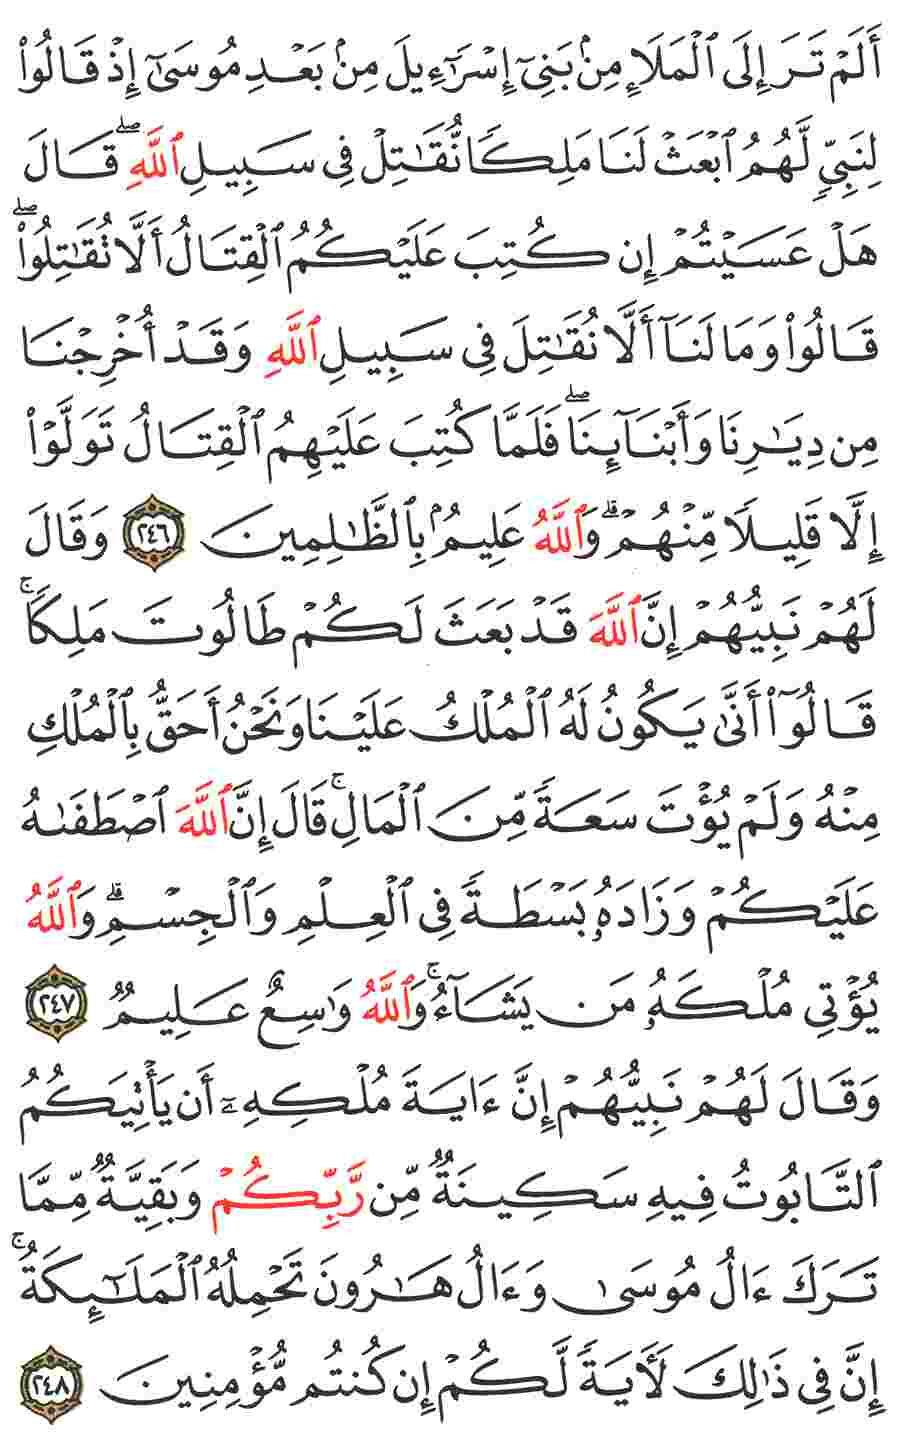 أَلَمْ تَرَ إِلَى ٱلْمَلَإِ مِنۢ بَنِىٓ إِسْرَٰٓءِيلَ مِنۢ بَعْدِ مُوسَىٰٓ إِذْ قَالُوا۟
لِنَبِىٍّ لَّهُمُ ٱبْعَثْ لَنَا مَلِكًا نُّقَٰتِلْ فِى سَبِيلِ ٱللَّهِ ۖ قَالَ
هَلْ عَسَيْتُمْ إِن كُتِبَ عَلَيْكُمُ ٱلْقِتَالُ أَلَّا تُقَٰتِلُوا۟ ۖ
قَالُوا۟ وَمَا لَنَآ أَلَّا نُقَٰتِلَ فِى سَبِيلِ ٱللَّهِ وَقَدْ أُخْرِجْنَا
مِن دِيَٰرِنَا وَأَبْنَآئِنَا ۖ فَلَمَّا كُتِبَ عَلَيْهِمُ ٱلْقِتَالُ تَوَلَّوْا۟
إِلَّا قَلِيلًا مِّنْهُمْ ۗ وَٱللَّهُ عَلِيمٌۢ بِٱلظَّٰلِمِينَ ٢٤٦ وَقَالَ
لَهُمْ نَبِيُّهُمْ إِنَّ ٱللَّهَ قَدْ بَعَثَ لَكُمْ طَالُوتَ مَلِكًا ۚ
قَالُوٓا۟ أَنَّىٰ يَكُونُ لَهُ ٱلْمُلْكُ عَلَيْنَا وَنَحْنُ أَحَقُّ بِٱلْمُلْكِ
مِنْهُ وَلَمْ يُؤْتَ سَعَةً مِّنَ ٱلْمَالِ ۚ قَالَ إِنَّ ٱللَّهَ ٱصْطَفَىٰهُ
عَلَيْكُمْ وَزَادَهُۥ بَسْطَةً فِى ٱلْعِلْمِ وَٱلْجِسْمِ ۗ وَٱللَّهُ
يُؤْتِى مُلْكَهُۥ مَن يَشَآءُ ۚ وَٱللَّهُ وَٰسِعٌ عَلِيمٌ ٢٤٧
وَقَالَ لَهُمْ نَبِيُّهُمْ إِنَّ ءَايَةَ مُلْكِهِۦٓ أَن يَأْتِيَكُمُ
ٱلتَّابُوتُ فِيهِ سَكِينَةٌ مِّن رَّبِّكُمْ وَبَقِيَّةٌ مِّمَّا
تَرَكَ ءَالُ مُوسَىٰ وَءَالُ هَٰرُونَ تَحْمِلُهُ ٱلْمَلَٰٓئِكَةُ ۚ
إِنَّ فِى ذَٰلِكَ لَـَٔايَةً لَّكُمْ إِن كُنتُم مُّؤْمِنِينَ ٢٤٨